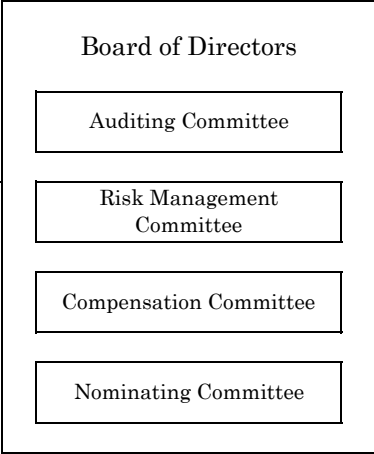 Board of Directors
Auditing Committee
Risk Management
Committee
Compensation Committee
Nominating Committee